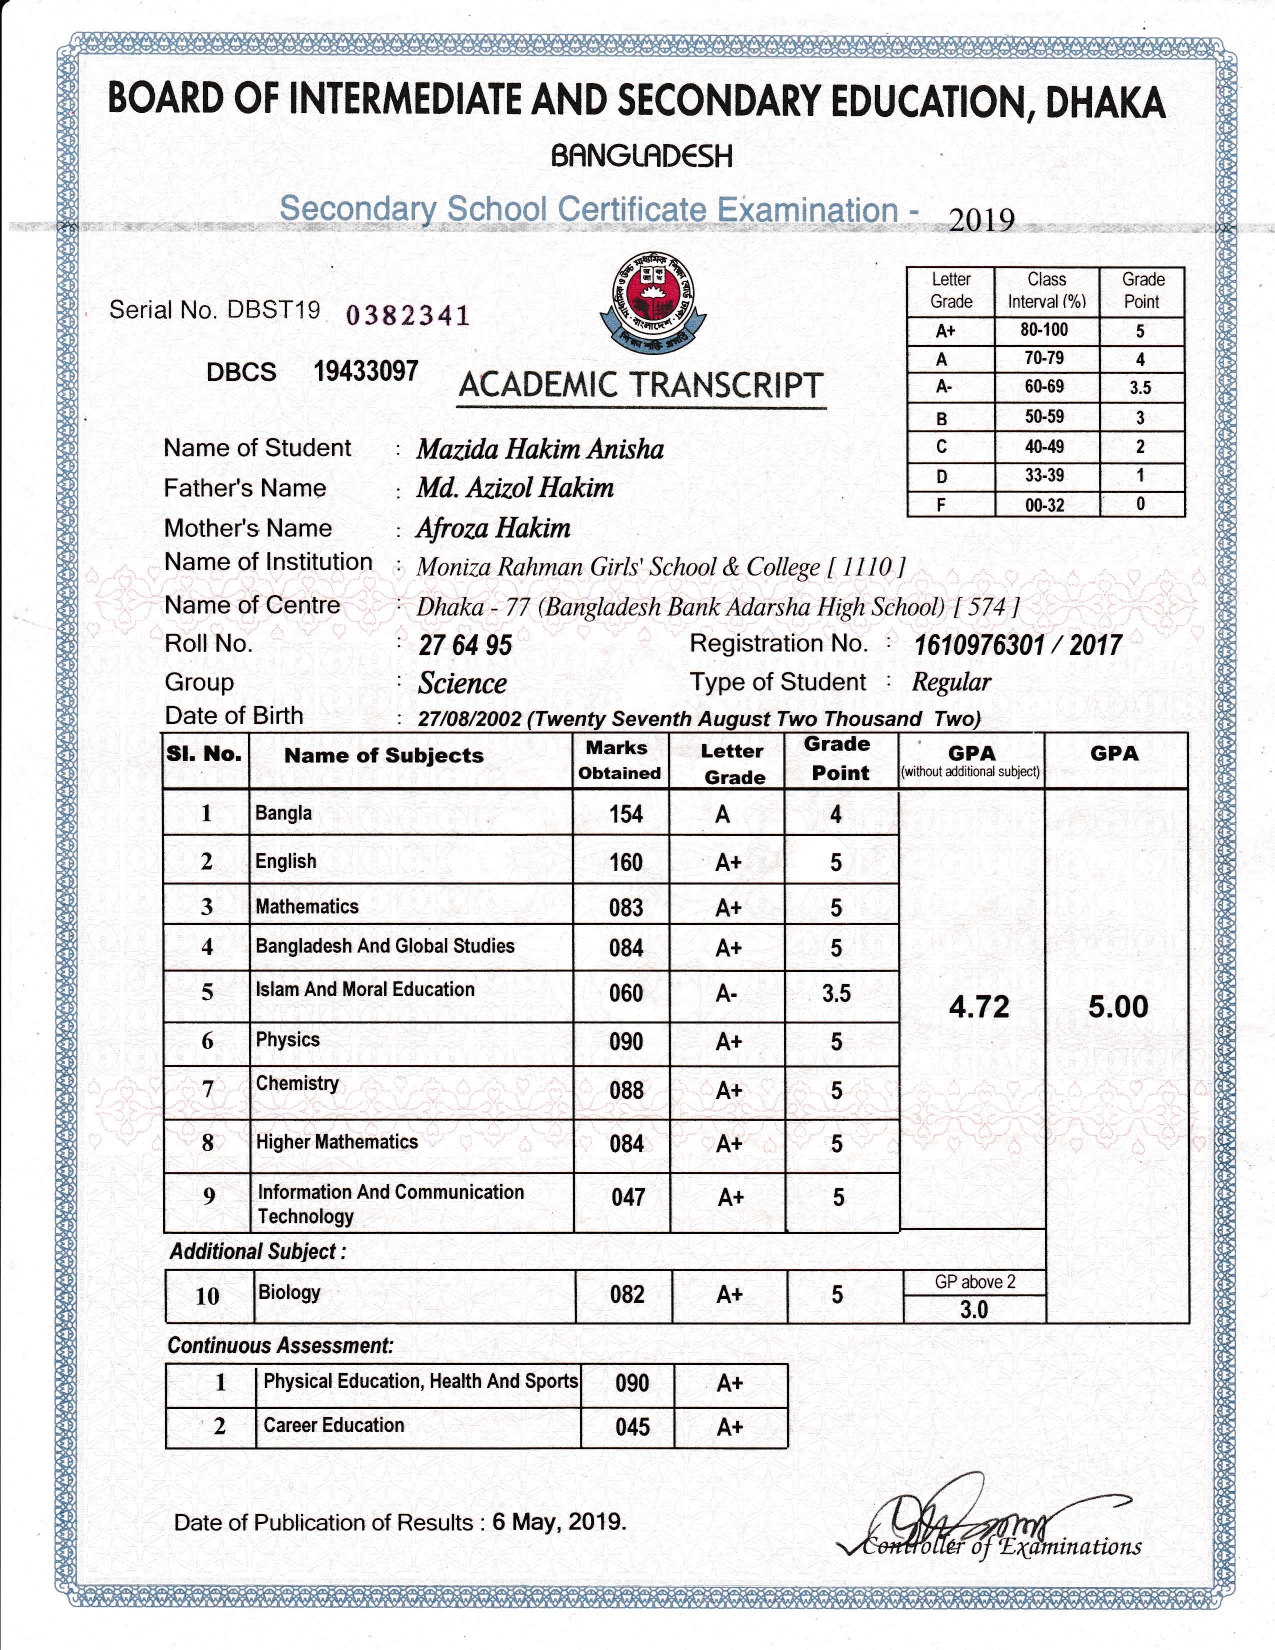 BOARD OF INTERMEDIATE AND SECONDARY EDUCATION, DHAKA
BANGLADESH
Secondary School Certificate Examination - 2019
Serial No. DBST19 0382341
DBCS 19433097
ACADEMIC TRANSCRIPT
Letter Grade Class Interval (%) Grade Point
A+ 80-100 5
A 70-79 4
A- 60-69 3.5
B 50-59 3
C 40-49 2
D 33-39 1
F 00-32 0
Name of Student : Mazida Hakim Anisha
Father's Name : Md. Azizol Hakim
Mother's Name : Afroza Hakim
Name of Institution : Moniza Rahman Girls' School & College [ 1110 ]
Name of Centre : Dhaka - 77 (Bangladesh Bank Adarsha High School) [ 574 ]
Roll No. : 27 64 95 Registration No. : 1610976301 / 2017
Group : Science Type of Student : Regular
Date of Birth : 27/08/2002 (Twenty Seventh August Two Thousand Two)
Sl. No. Name of Subjects Marks Obtained Letter Grade Grade Point GPA (without additional subject) GPA
1 Bangla 154 A 4
2 English 160 A+ 5
3 Mathematics 083 A+ 5
4 Bangladesh And Global Studies 084 A+ 5
5 Islam And Moral Education 060 A- 3.5
4.72 5.00
6 Physics 090 A+ 5
7 Chemistry 088 A+ 5
8 Higher Mathematics 084 A+ 5
9 Information And Communication Technology 047 A+ 5
Additional Subject :
10 Biology 082 A+ 5 GP above 2
3.0
Continuous Assessment:
1 Physical Education, Health And Sports 090 A+
2 Career Education 045 A+
Date of Publication of Results : 6 May, 2019.
Controller of Examinations